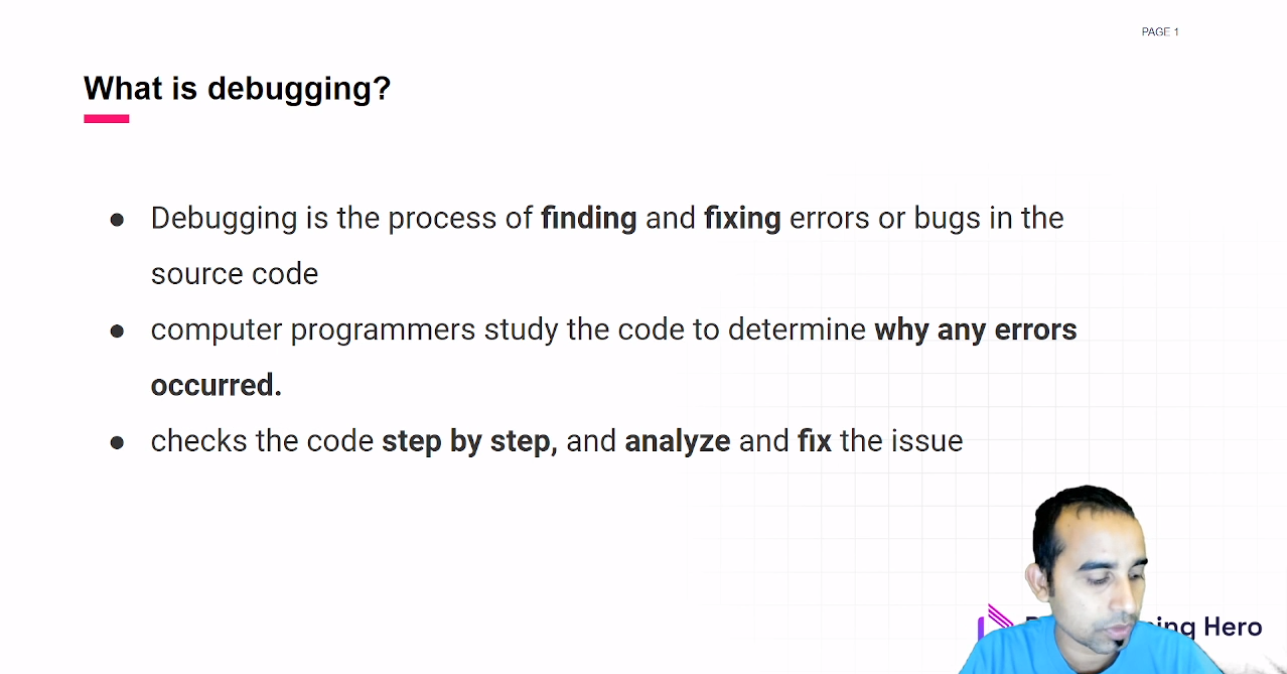 PAGE 1
What is debugging?
● Debugging is the process of finding and fixing errors or bugs in the
source code
● computer programmers study the code to determine why any errors
occurred.
● checks the code step by step, and analyze and fix the issue
Hero